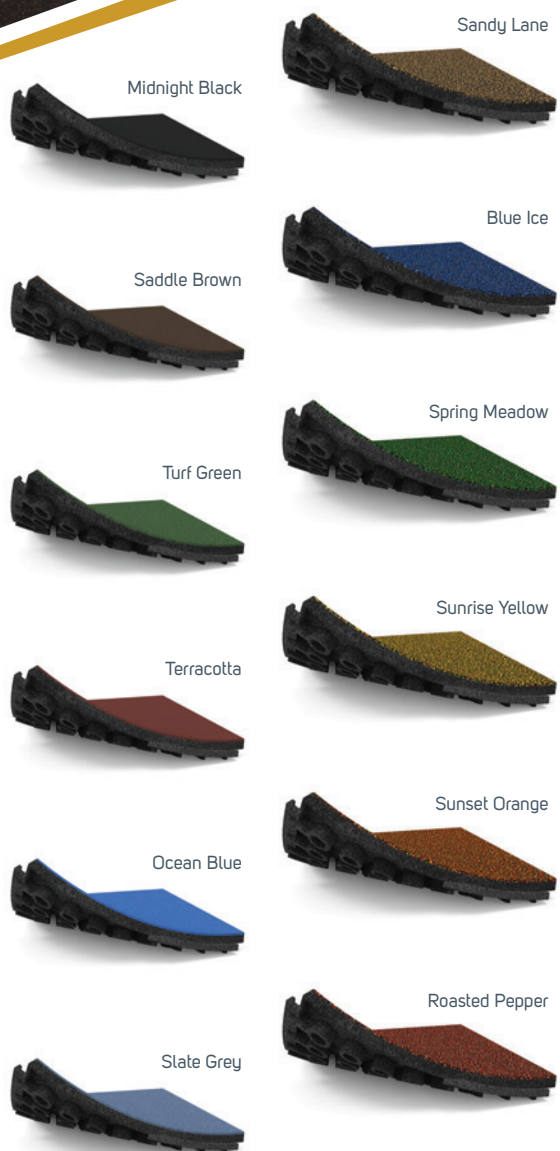 Midnight Black
Saddle Brown
Turf Green
Terracotta
Ocean Blue
Slate Grey
Sandy Lane
Blue Ice
Spring Meadow
Sunrise Yellow
Sunset Orange
Roasted Pepper